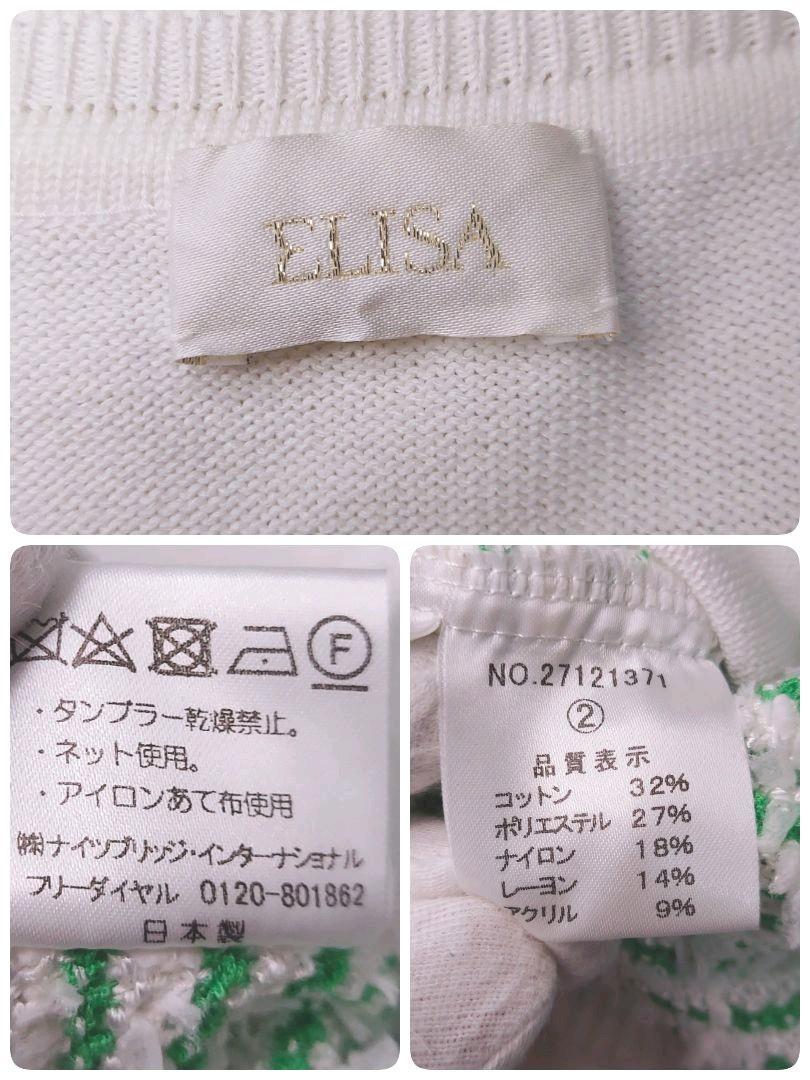 ELISA
F
・タンブラー乾燥禁止。
・ネット使用。
・アイロンあて布使用
(株)ナイツブリッジ・インターナショナル
フリーダイヤル 0120-801862
日本製
NO.27121371
②
品質表示
コットン 32%
ポリエステル 27%
ナイロン 18%
レーヨン 14%
アクリル 9%